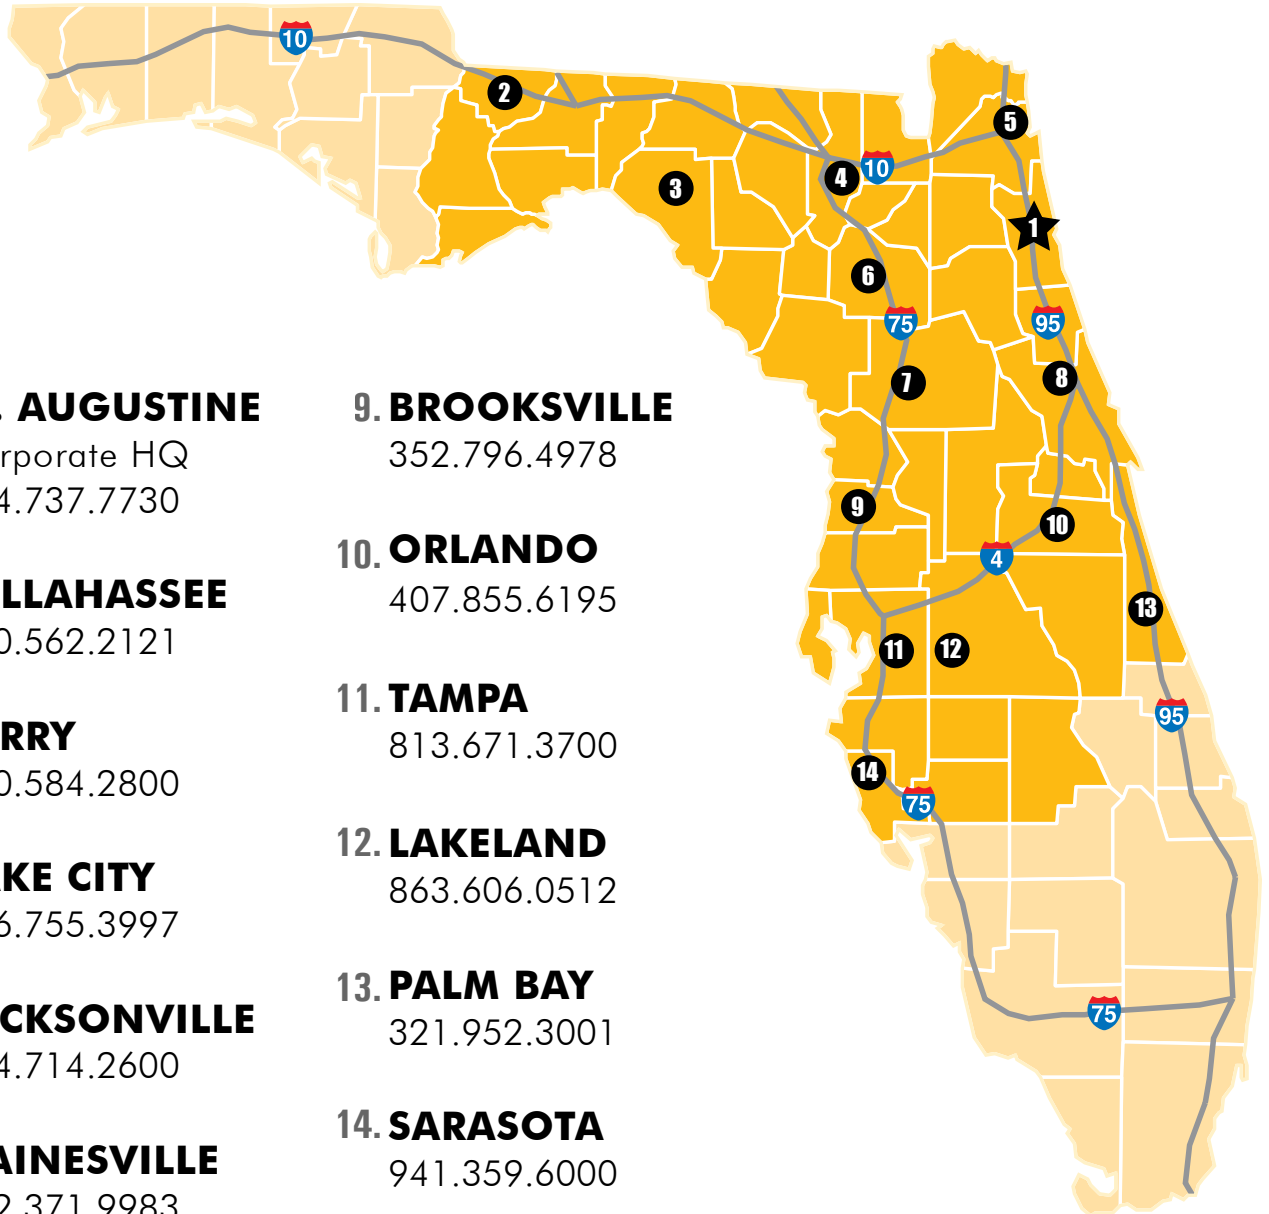 . AUGUSTINE
rporate HQ
4.737.7730
LLAHASSEE
0.562.2121
RRY
0.584.2800
KE CITY
6.755.3997
CKSONVILLE
4.714.2600
AINESVILLE
2.371.9983
9. BROOKSVILLE
352.796.4978
10. ORLANDO
407.855.6195
11. TAMPA
813.671.3700
12. LAKELAND
863.606.0512
13. PALM BAY
321.952.3001
14. SARASOTA
941.359.6000
10
2
5
10
4
3
1
6
75
95
7
8
9
10
4
13
11
12
95
14
75
75